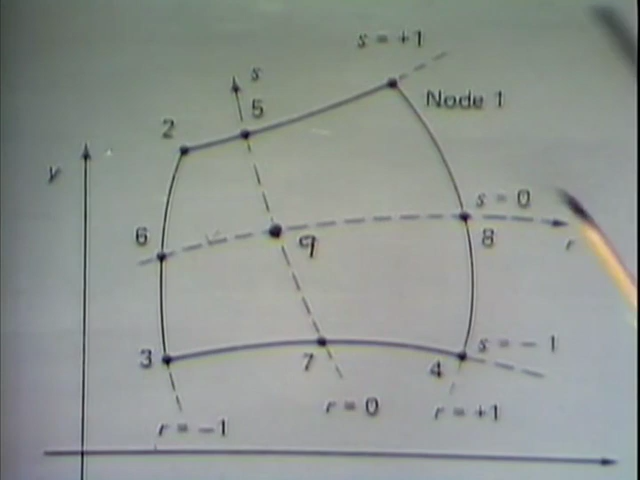 s = +1
s
5
Node 1
2
y
s = 0
6
9
8
r
3
7
4
s = - 1
r = 0
r = +1
r = -1